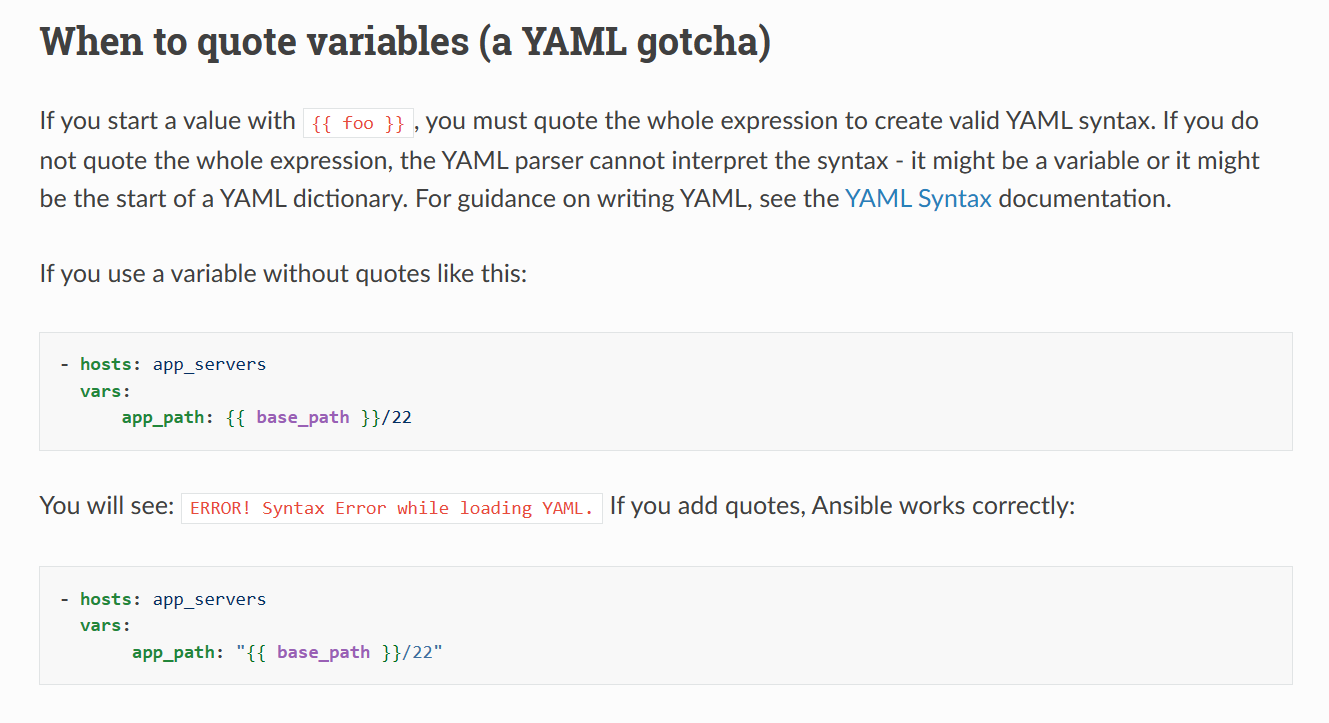 When to quote variables (a YAML gotcha)
If you start a value with {{ foo }}, you must quote the whole expression to create valid YAML syntax. If you do
not quote the whole expression, the YAML parser cannot interpret the syntax - it might be a variable or it might
be the start of a YAML dictionary. For guidance on writing YAML, see the YAML Syntax documentation.
If you use a variable without quotes like this:
- hosts: app_servers
  vars:
      app_path: {{ base_path }}/22
You will see: ERROR! Syntax Error while loading YAML. If you add quotes, Ansible works correctly:
- hosts: app_servers
  vars:
       app_path: "{{ base_path }}/22"